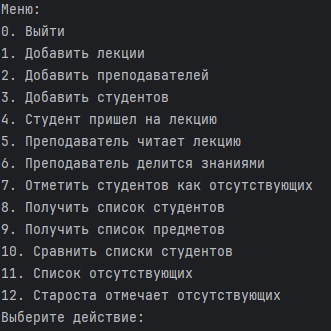 Меню:
0. Выйти
1. Добавить лекции
2. Добавить преподавателей
3. Добавить студентов
4. Студент пришел на лекцию
5. Преподаватель читает лекцию
6. Преподаватель делится знаниями
7. Отметить студентов как отсутствующих
8. Получить список студентов
9. Получить список предметов
10. Сравнить списки студентов
11. Список отсутствующих
12. Староста отмечает отсутствующих
Выберите действие: